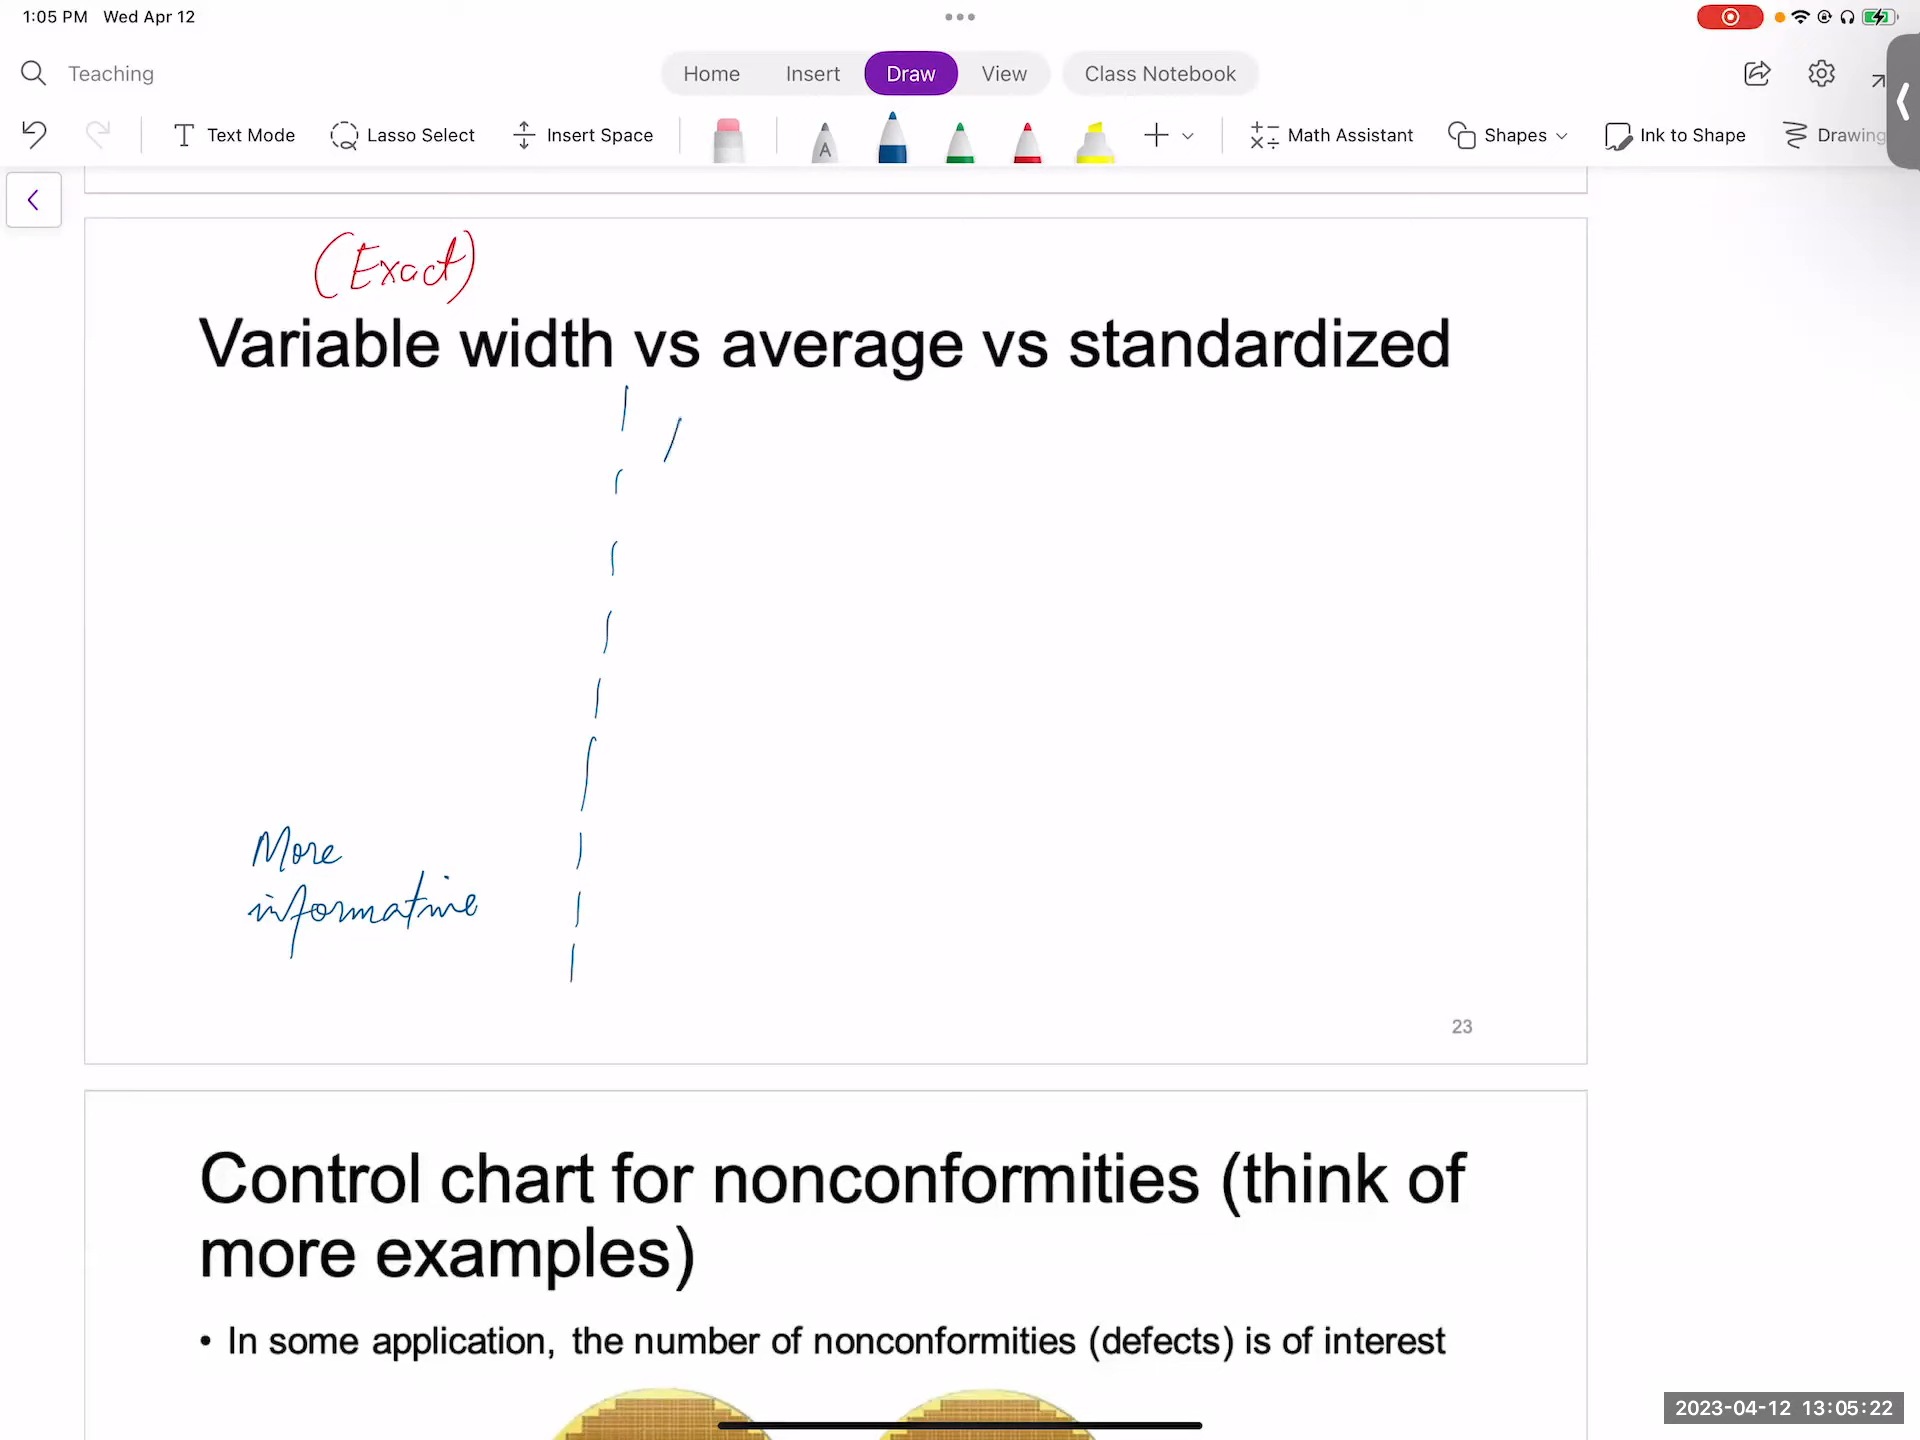 1:05 PM Wed Apr 12
Teaching
Home Insert Draw View Class Notebook
Text Mode Lasso Select Insert Space A Math Assistant Shapes Ink to Shape Drawing
(Exact)
Variable width vs average vs standardized
More
informative
23
Control chart for nonconformities (think of
more examples)
• In some application, the number of nonconformities (defects) is of interest
2023-04-12 13:05:22